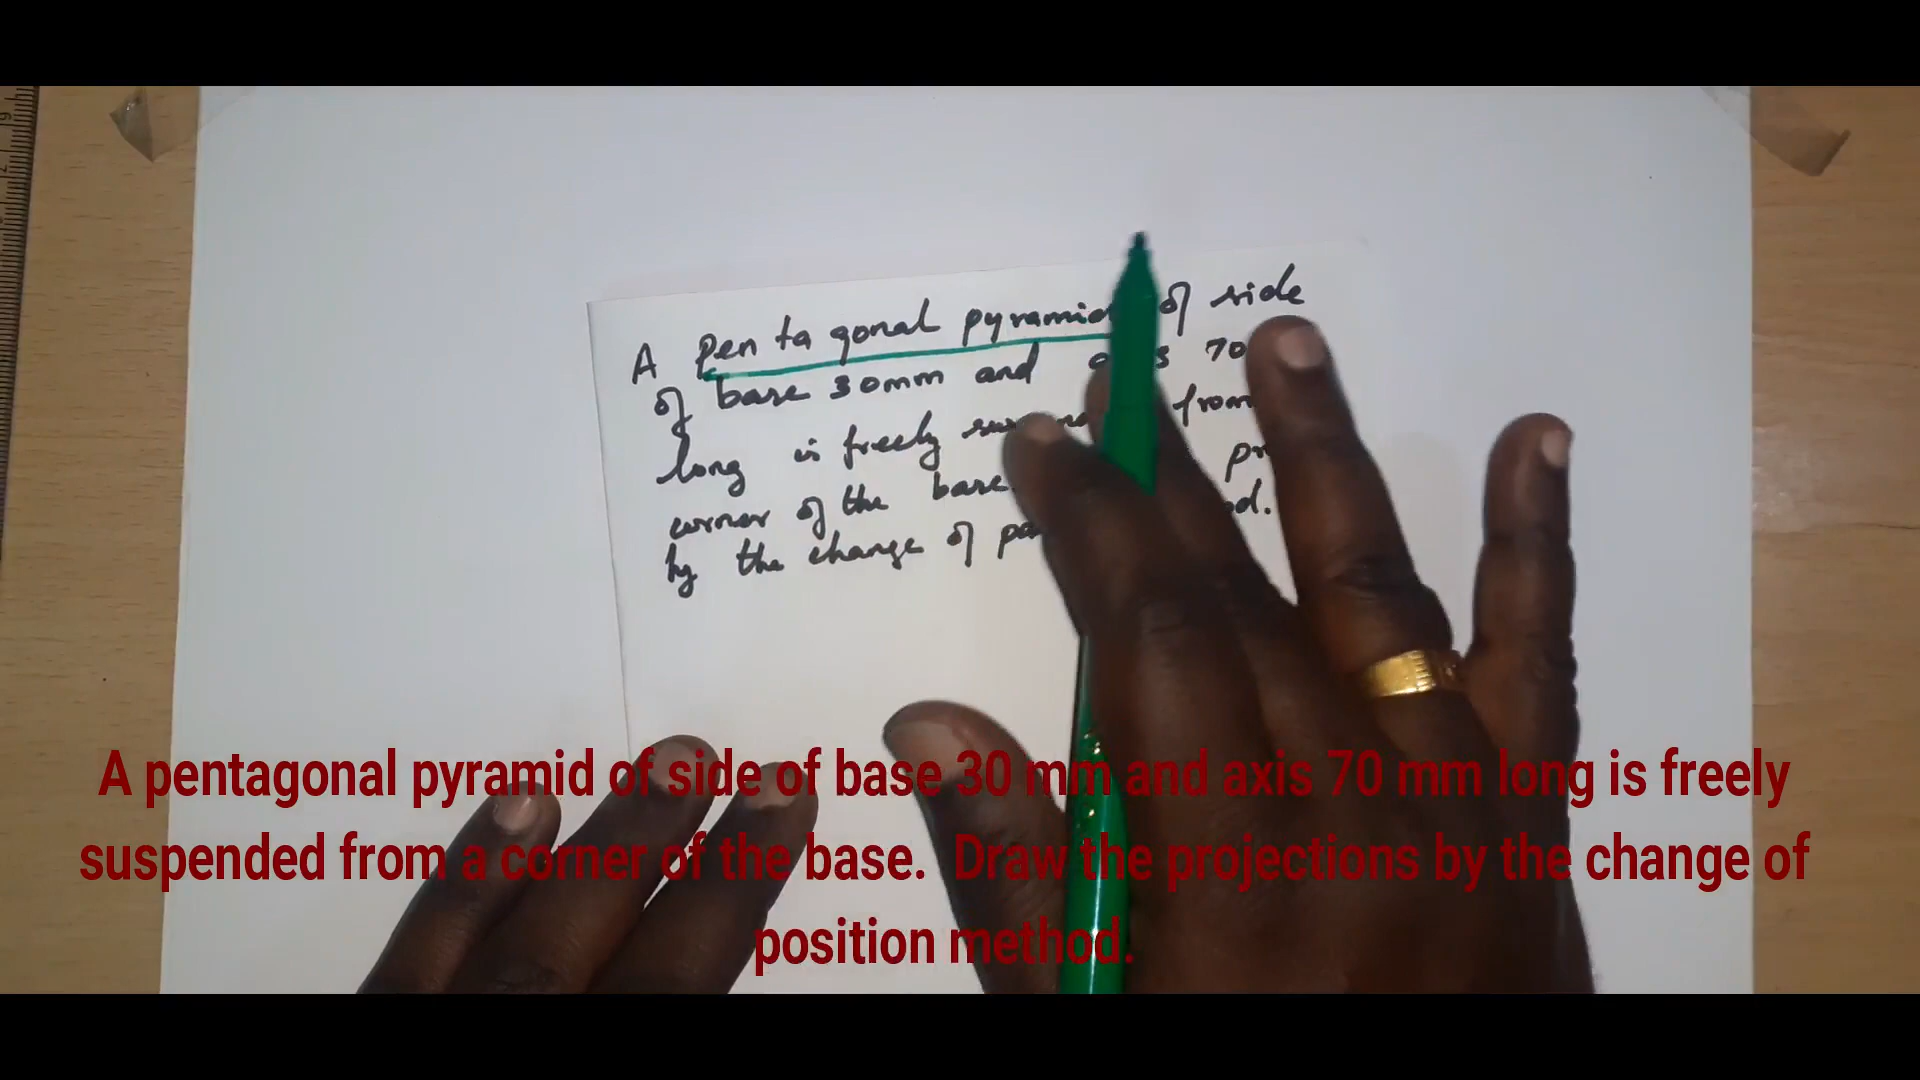 A pentagonal pyramid of side
of base 30mm and 70
long is freely from
corner of the base.
by the change of
A pentagonal pyramid of side of base 30 mm and axis 70 mm long is freely
suspended from a corner of the base. Draw the projections by the change of
position method.